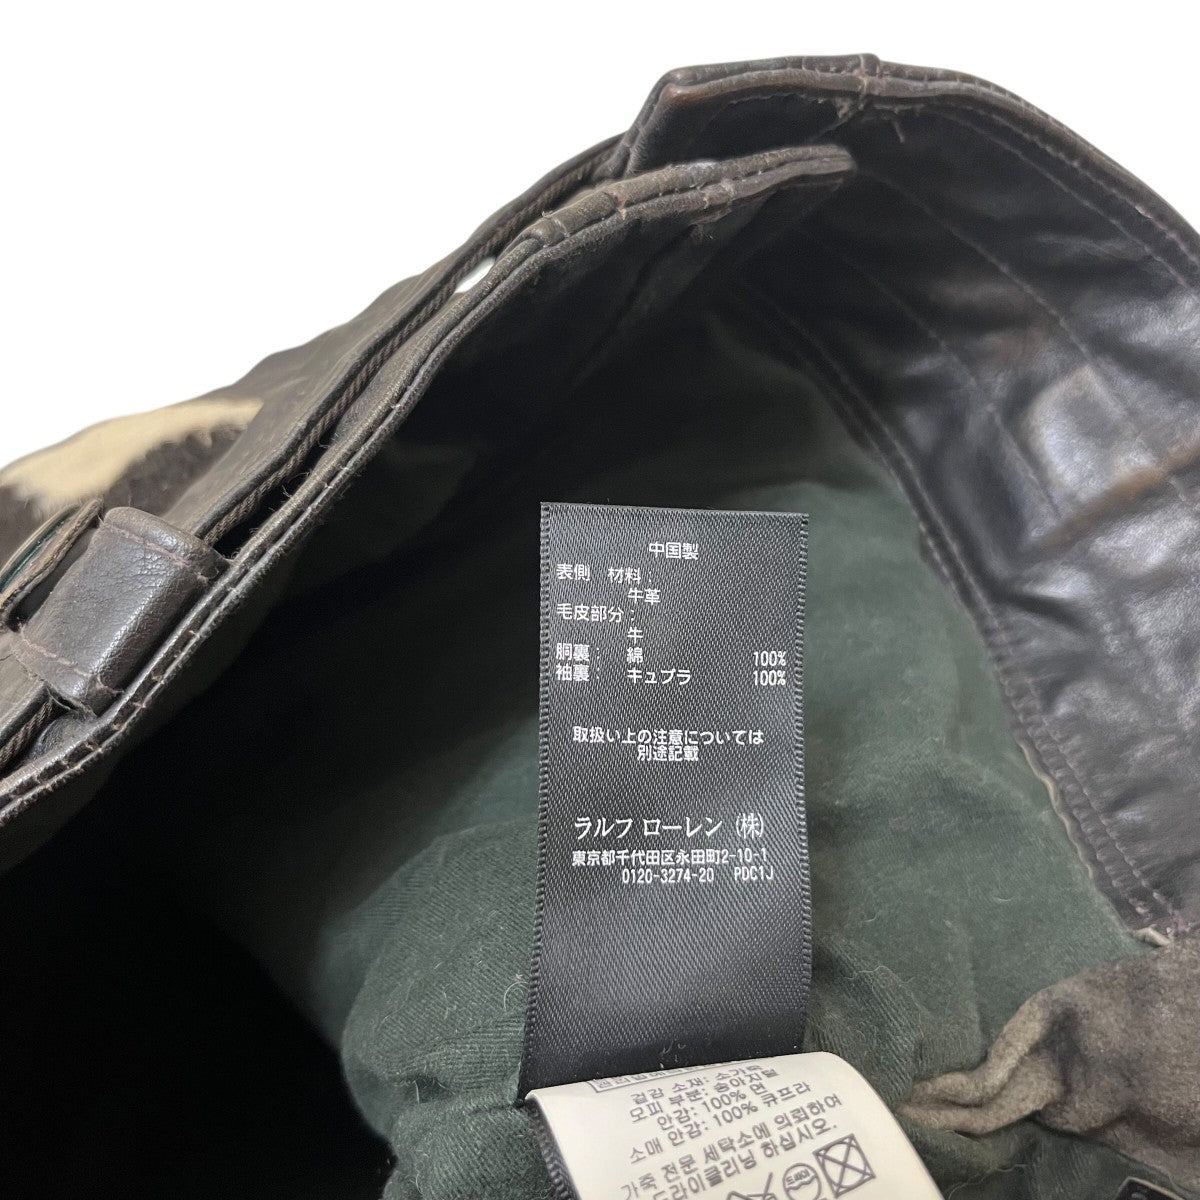 中国製
表側 材料:
牛革
毛皮部分:
牛
胴裏: 綿 100%
袖裏: キュプラ 100%
取扱い上の注意については
別途記載
ラルフ ローレン (株)
東京都千代田区永田町2-10-1
0120-3274-20 PDC1J
겉감 소재: 소가죽
모피 부분: 송아지털
안감: 100% 면
소매 안감: 100% 큐프라
가죽 전문 세탁소에 의뢰하여
드라이클리닝 하십시오.